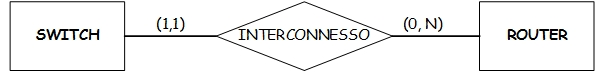 SWITCH (1,1) INTERCONNESSO (0, N) ROUTER